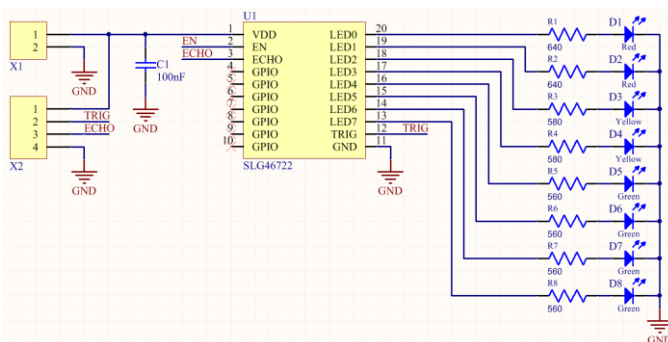 U1
1 VDD LED0 20
2 EN LED1 19
3 ECHO LED2 18
4 GPIO LED3 17
5 GPIO LED4 16
6 GPIO LED5 15
7 GPIO LED6 14
8 GPIO LED7 13
9 GPIO TRIG 12
10 GPIO GND 11
SLG46722
EN
ECHO
TRIG
1
2
X1
GND
C1
100nF
GND
1
TRIG 2
ECHO 3
4
X2
GND
GND
R1 D1
640 Red
R2 D2
640 Red
R3 D3
580 Yellow
R4 D4
580 Yellow
R5 D5
560 Green
R6 D6
560 Green
R7 D7
560 Green
R8 D8
560 Green
GND